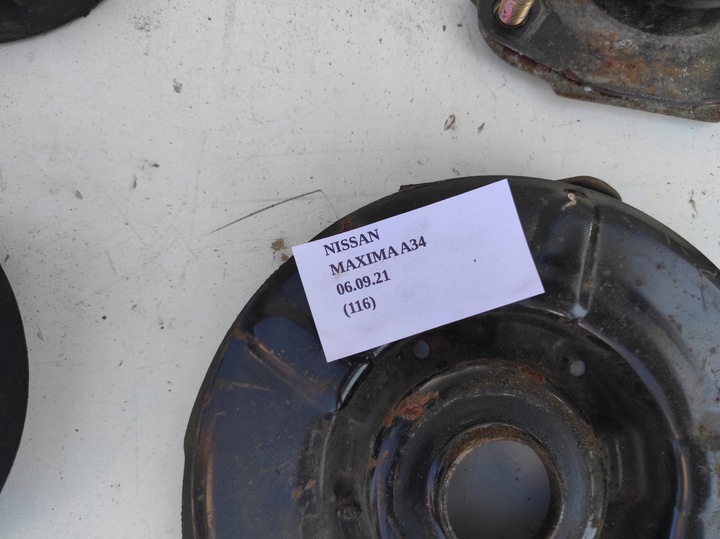 NISSAN
MAXIMA A34
06.09.21
(116)